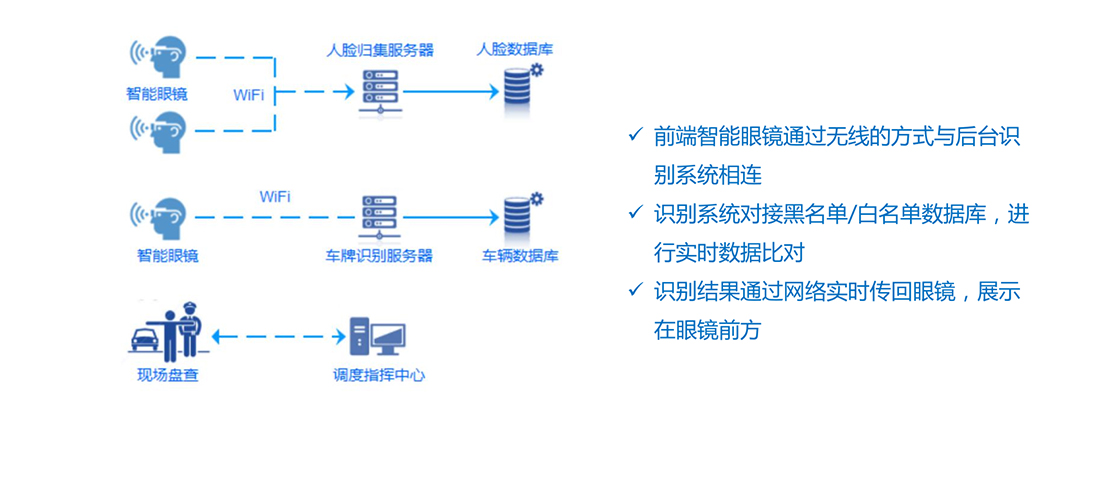 人脸归集服务器
人脸数据库
智能眼镜
WiFi
WiFi
智能眼镜
车牌识别服务器
车辆数据库
现场盘查
调度指挥中心
✓ 前端智能眼镜通过无线的方式与后台识
别系统相连
✓ 识别系统对接黑名单/白名单数据库，进
行实时数据比对
✓ 识别结果通过网络实时传回眼镜，展示
在眼镜前方